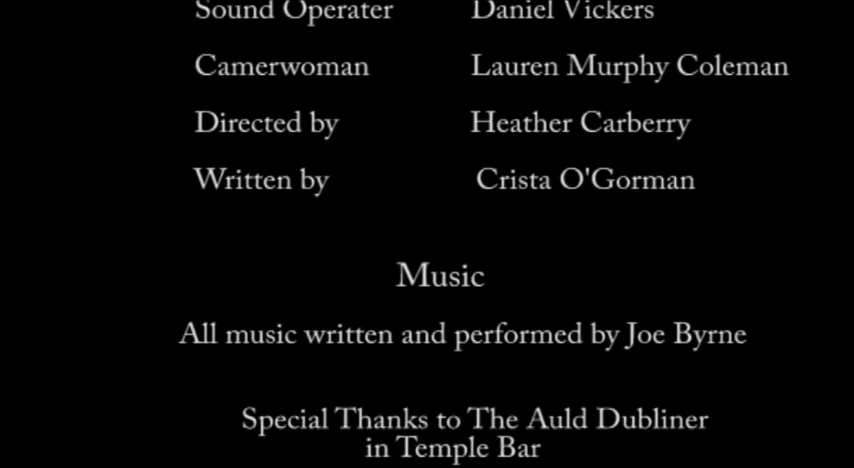 Sound Operater Daniel Vickers
Camerwoman Lauren Murphy Coleman
Directed by Heather Carberry
Written by Crista O'Gorman
Music
All music written and performed by Joe Byrne
Special Thanks to The Auld Dubliner
in Temple Bar